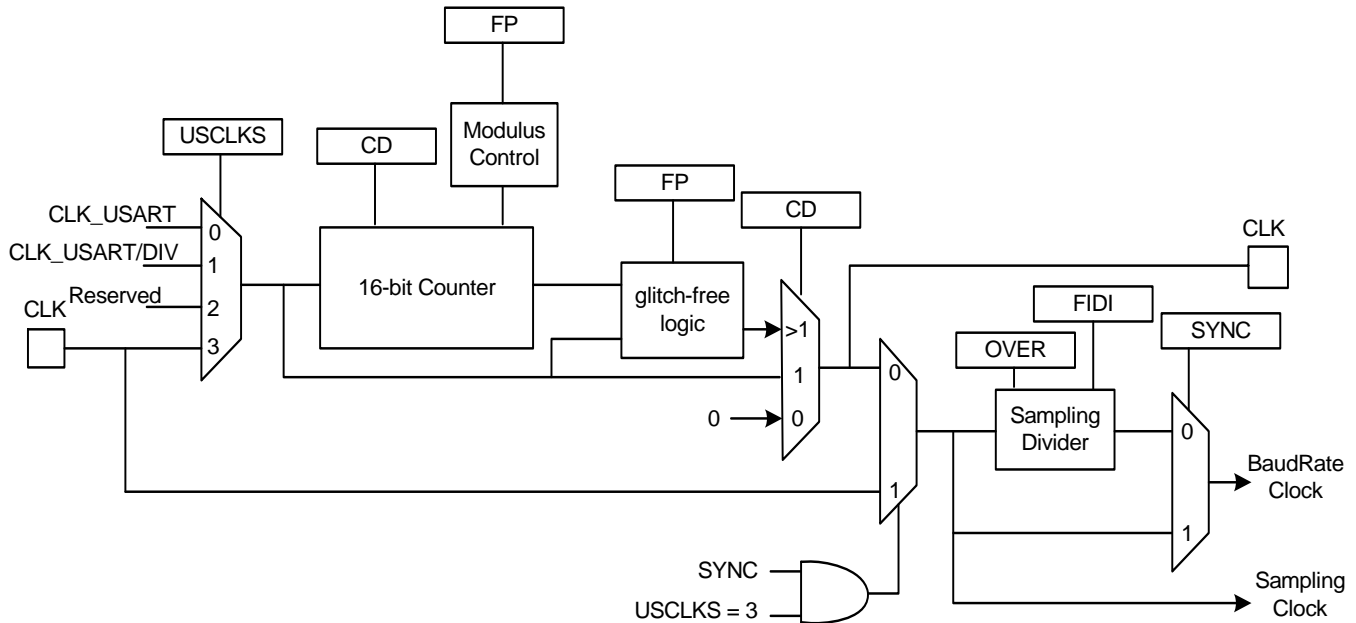 FP
Modulus
Control
USCLKS
CD
FP
CD
CLK_USART
CLK_USART/DIV
Reserved
CLK
0
1
2
3
16-bit Counter
glitch-free
logic
>1
1
0
0
CLK
FIDI
OVER
SYNC
0
1
Sampling
Divider
0
1
BaudRate
Clock
SYNC
USCLKS = 3
Sampling
Clock